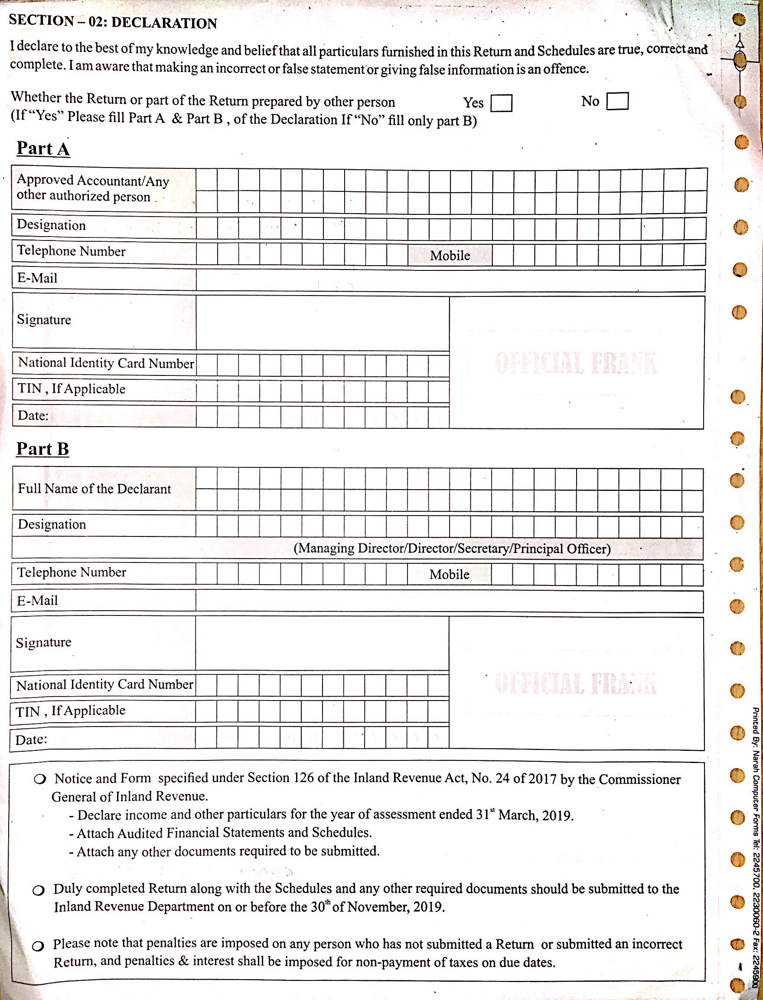 SECTION – 02: DECLARATION
I declare to the best of my knowledge and belief that all particulars furnished in this Return and Schedules are true, correct and
complete. I am aware that making an incorrect or false statement or giving false information is an offence.
Whether the Return or part of the Return prepared by other person Yes No
(If “Yes” Please fill Part A & Part B , of the Declaration If “No” fill only part B)
Part A
Approved Accountant/Any
other authorized person
Designation
Telephone Number Mobile
E-Mail
Signature
OFFICIAL FRANK
National Identity Card Number
TIN , If Applicable
Date:
Part B
Full Name of the Declarant
Designation
(Managing Director/Director/Secretary/Principal Officer)
Telephone Number Mobile
E-Mail
Signature
OFFICIAL FRANK
National Identity Card Number
TIN , If Applicable
Date:
Notice and Form specified under Section 126 of the Inland Revenue Act, No. 24 of 2017 by the Commissioner
General of Inland Revenue.
- Declare income and other particulars for the year of assessment ended 31st March, 2019.
- Attach Audited Financial Statements and Schedules.
- Attach any other documents required to be submitted.
Duly completed Return along with the Schedules and any other required documents should be submitted to the
Inland Revenue Department on or before the 30th of November, 2019.
Please note that penalties are imposed on any person who has not submitted a Return or submitted an incorrect
Return, and penalties & interest shall be imposed for non-payment of taxes on due dates.
Printed By: Narah Computer Forms Tel: 2245700, 2230060-2 Fax: 2245900